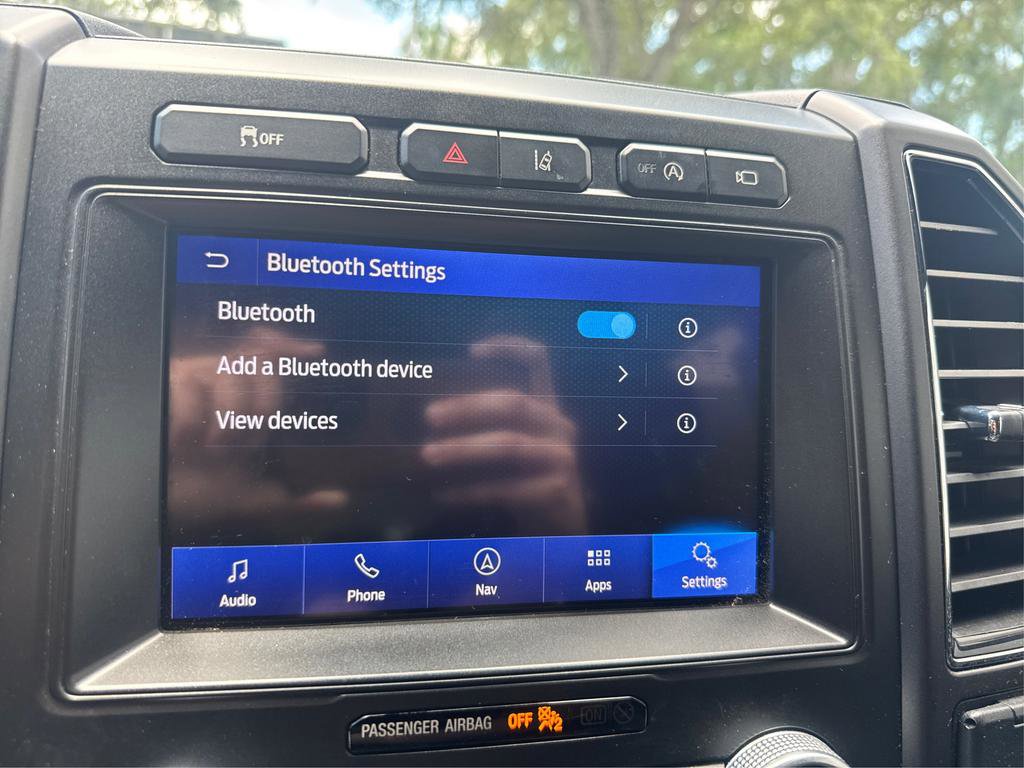 OFF
OFF A
Bluetooth Settings
Bluetooth
Add a Bluetooth device
View devices
Audio
Phone
Nav
Apps
Settings
PASSENGER AIRBAG OFF 2 ON